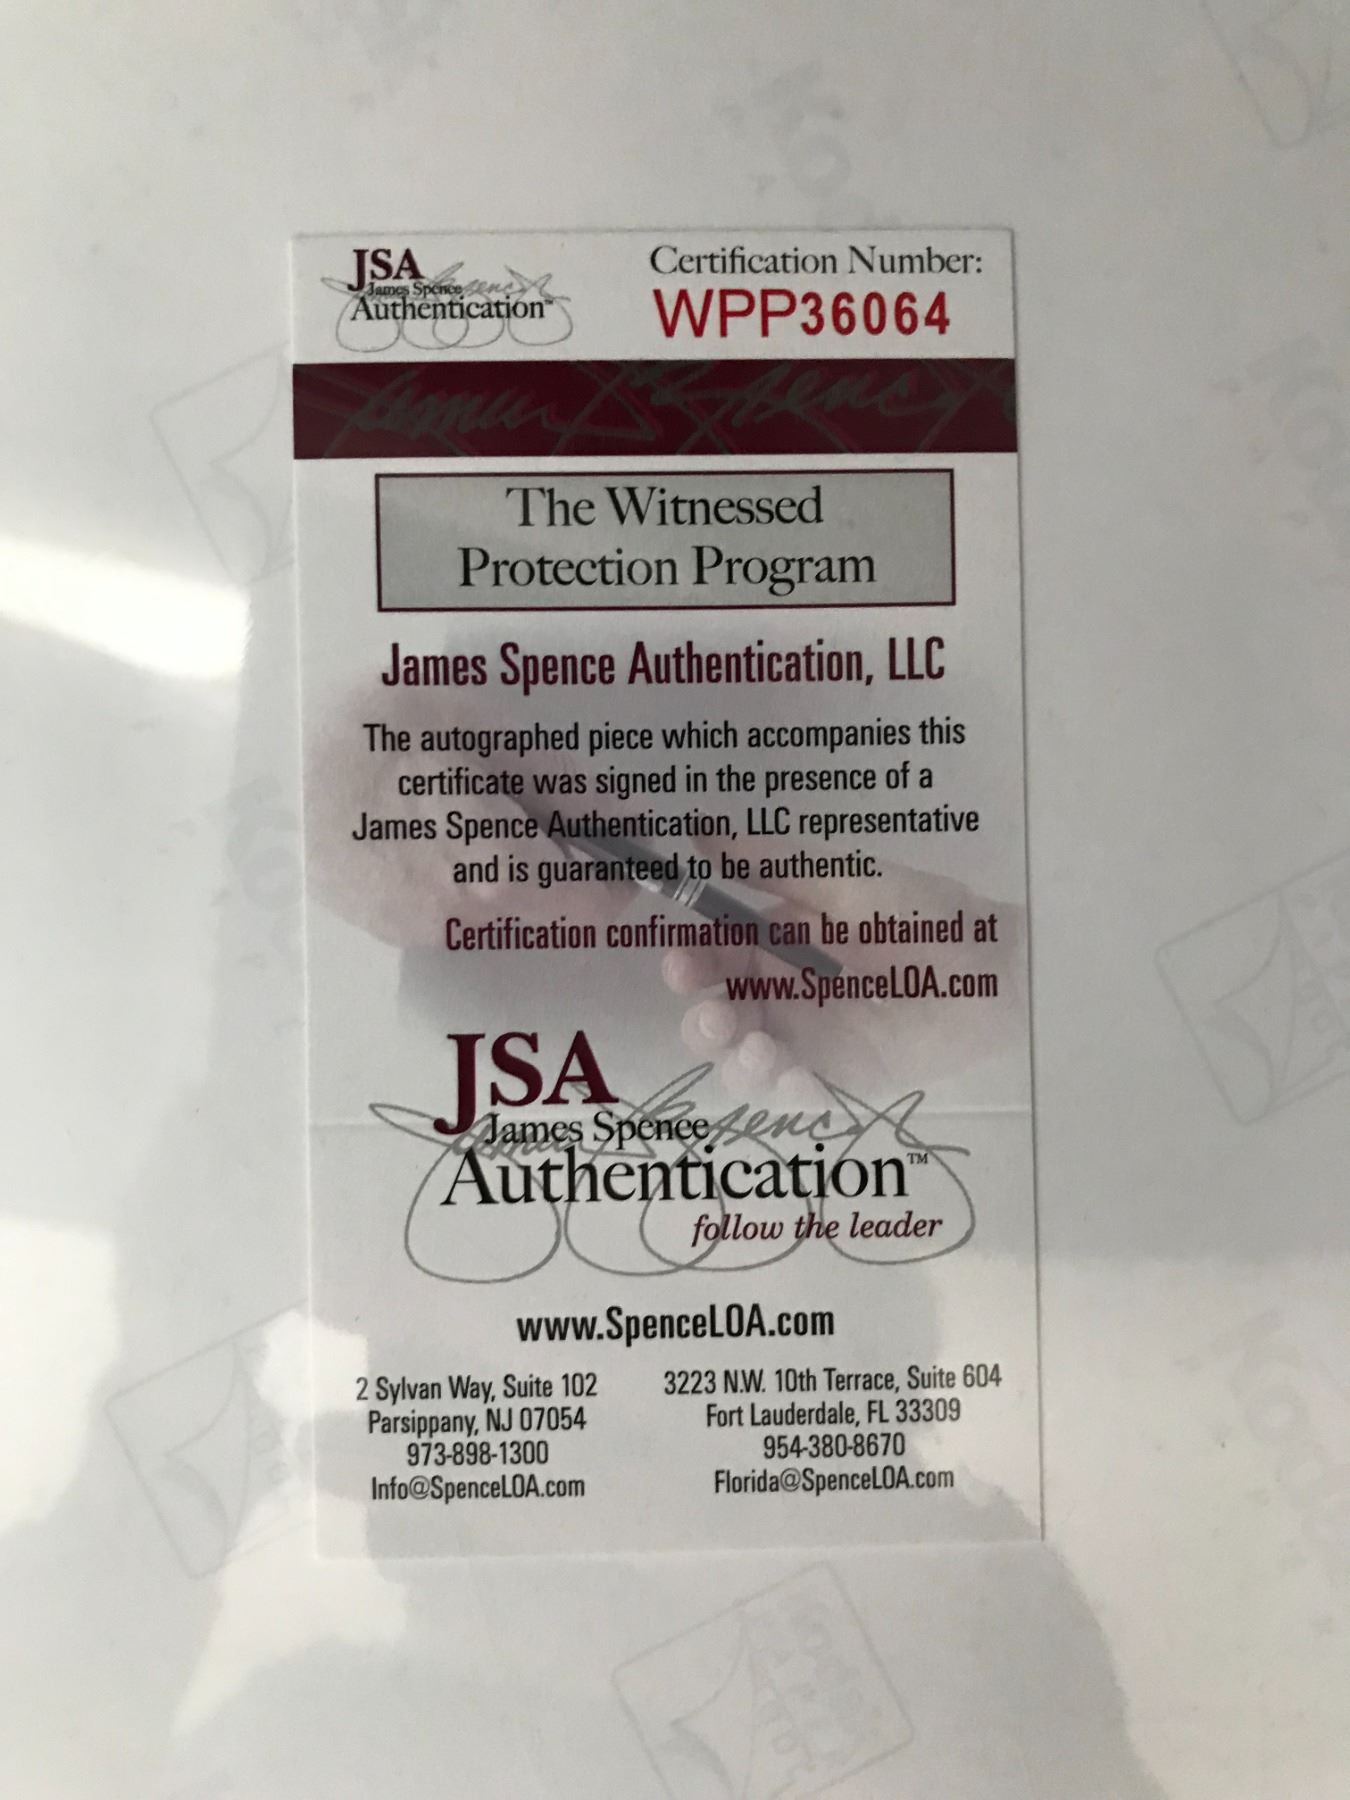 JSA
James Spence
Authentication™
Certification Number:
WPP36064
The Witnessed
Protection Program
James Spence Authentication, LLC
The autographed piece which accompanies this
certificate was signed in the presence of a
James Spence Authentication, LLC representative
and is guaranteed to be authentic.
Certification confirmation can be obtained at
www.SpenceLOA.com
JSA
James Spence
Authentication™
follow the leader
www.SpenceLOA.com
2 Sylvan Way, Suite 102
Parsippany, NJ 07054
973-898-1300
Info@SpenceLOA.com
3223 N.W. 10th Terrace, Suite 604
Fort Lauderdale, FL 33309
954-380-8670
Florida@SpenceLOA.com